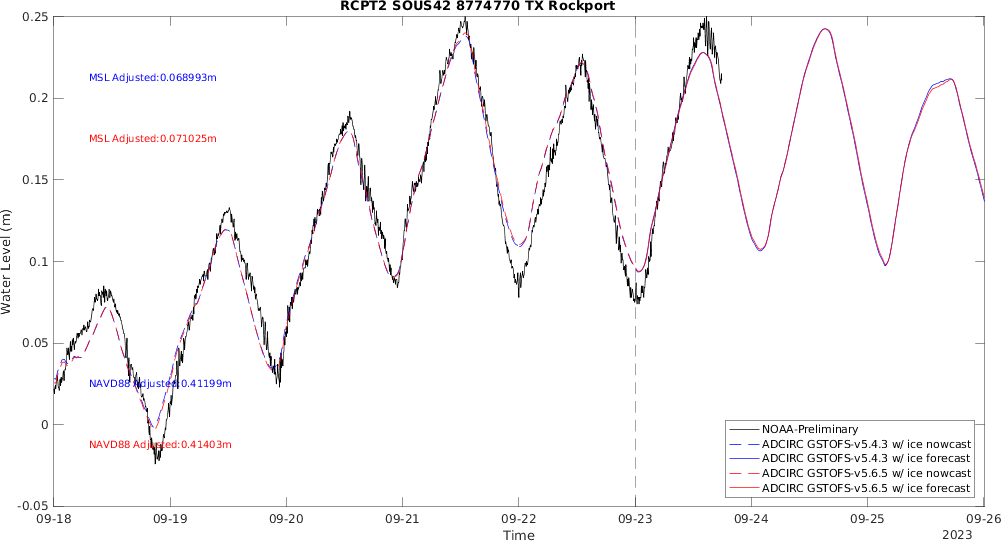 RCPT2 SOUS42 8774770 TX Rockport
0.25
0.2
0.15
0.1
0.05
0
-0.05
Water Level (m)
MSL Adjusted:0.068993m
MSL Adjusted:0.071025m
NAVD88 Adjusted:0.41199m
NAVD88 Adjusted:0.41403m
NOAA-Preliminary
ADCIRC GSTOFS-v5.4.3 w/ ice nowcast
ADCIRC GSTOFS-v5.4.3 w/ ice forecast
ADCIRC GSTOFS-v5.6.5 w/ ice nowcast
ADCIRC GSTOFS-v5.6.5 w/ ice forecast
09-18 09-19 09-20 09-21 09-22 09-23 09-24 09-25 09-26
Time
2023